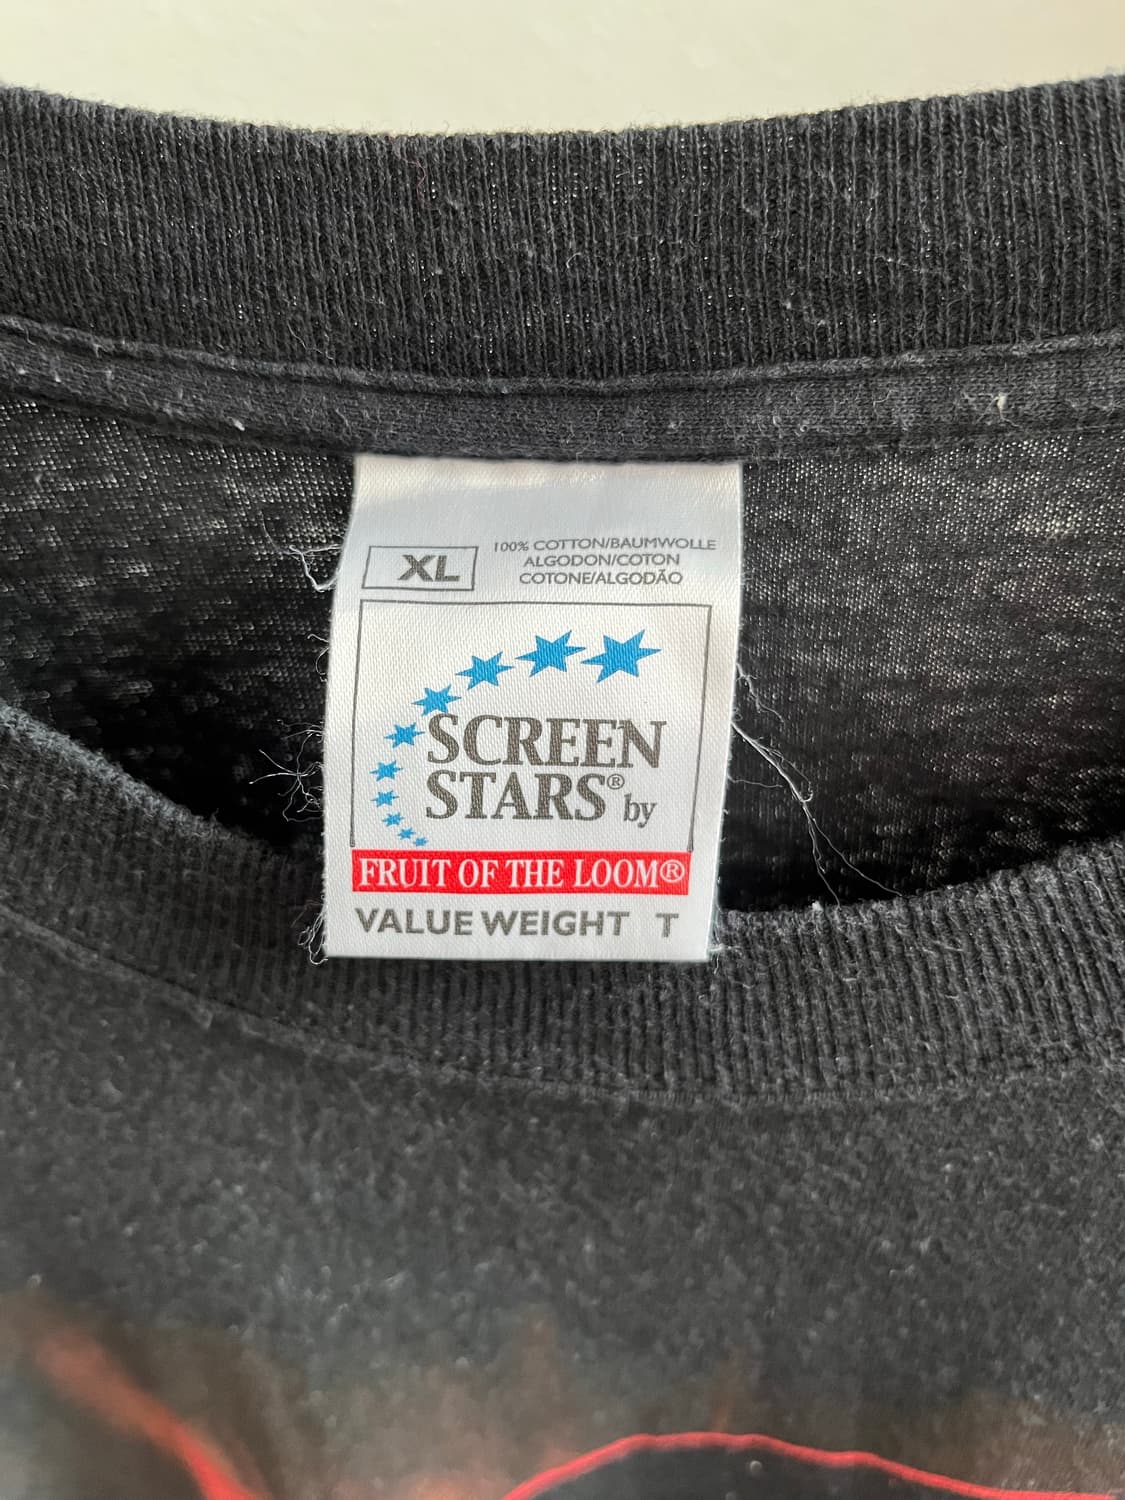 XL
100% COTTON/BAUMWOLLE
ALGODON/COTON
COTONE/ALGODÃO
SCREEN
STARS® by
FRUIT OF THE LOOM®
VALUE WEIGHT T